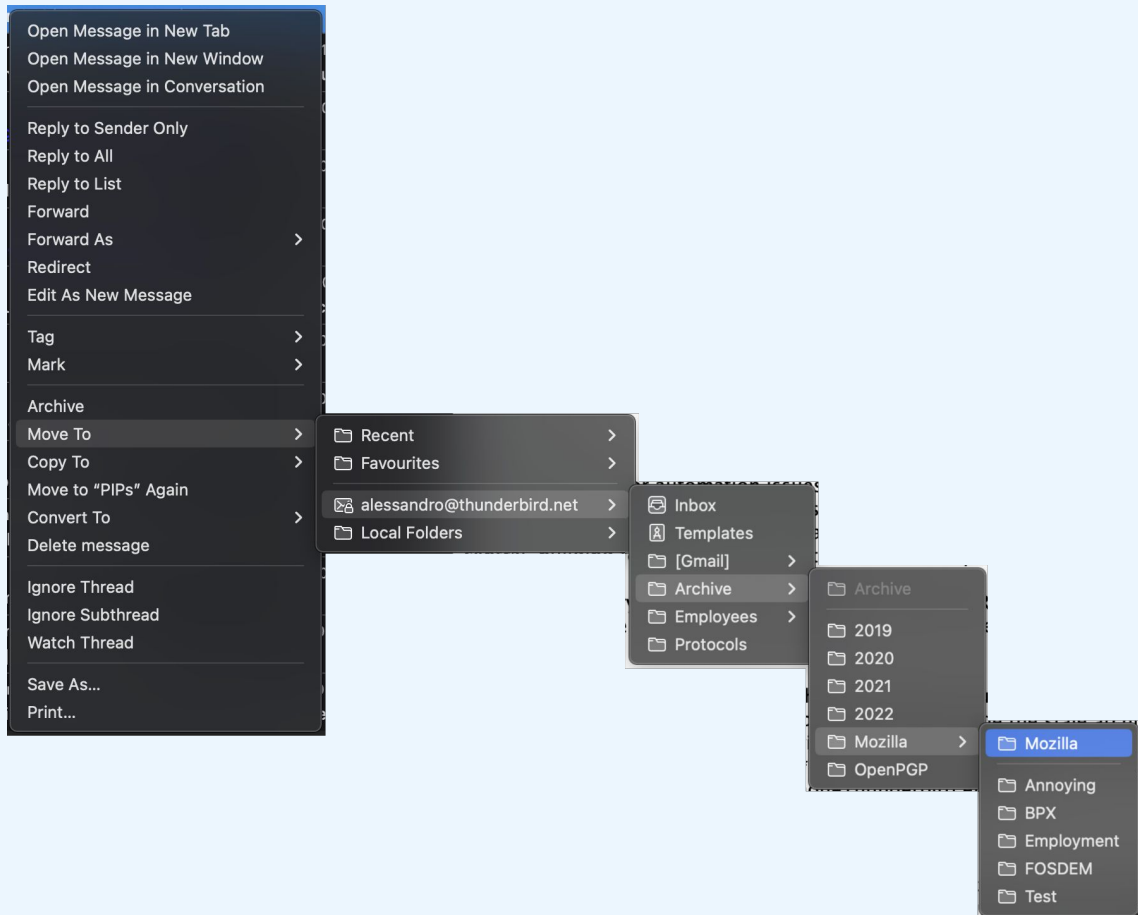 Open Message in New Tab
Open Message in New Window
Open Message in Conversation
Reply to Sender Only
Reply to All
Reply to List
Forward
Forward As
Redirect
Edit As New Message
Tag
Mark
Archive
Move To
Copy To
Move to “PIPs” Again
Convert To
Delete message
Ignore Thread
Ignore Subthread
Watch Thread
Save As...
Print...
Recent
Favourites
alessandro@thunderbird.net
Local Folders
Inbox
Templates
[Gmail]
Archive
Employees
Protocols
Archive
2019
2020
2021
2022
Mozilla
OpenPGP
Mozilla
Annoying
BPX
Employment
FOSDEM
Test